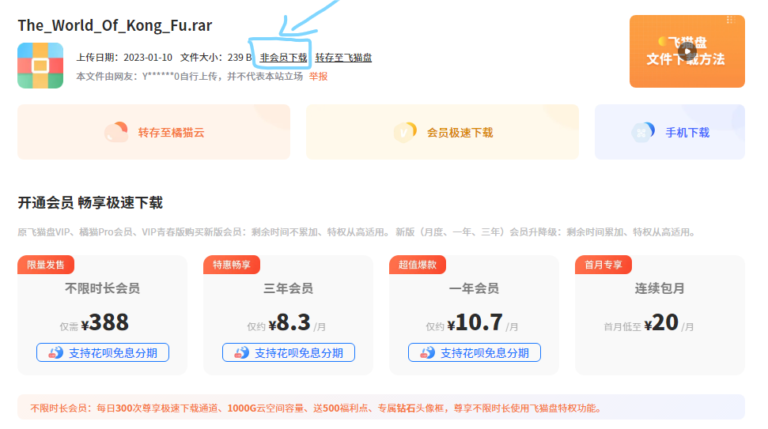 The_World_Of_Kong_Fu.rar
上传日期：2023-01-10 文件大小：239 B 非会员下载 转存至飞猫盘
本文件由网友：Y******0自行上传，并不代表本站立场 举报
飞猫盘
文件下载方法
转存至橘猫云
会员极速下载
手机下载
开通会员 畅享极速下载
原飞猫盘VIP、橘猫Pro会员、VIP青春版购买新版会员：剩余时间不累加、特权从高适用。 新版（月度、一年、三年）会员升降级：剩余时间累加、特权从高适用。
限量发售
不限时长会员
仅需 ¥388
支持花呗免息分期
特惠畅享
三年会员
仅约 ¥8.3 /月
支持花呗免息分期
超值爆款
一年会员
仅约 ¥10.7 /月
支持花呗免息分期
首月专享
连续包月
首月低至 ¥20 /月
不限时长会员：每日300次尊享极速下载通道、1000G云空间容量、送500福利点、专属钻石头像框，尊享不限时长使用飞猫盘特权功能。